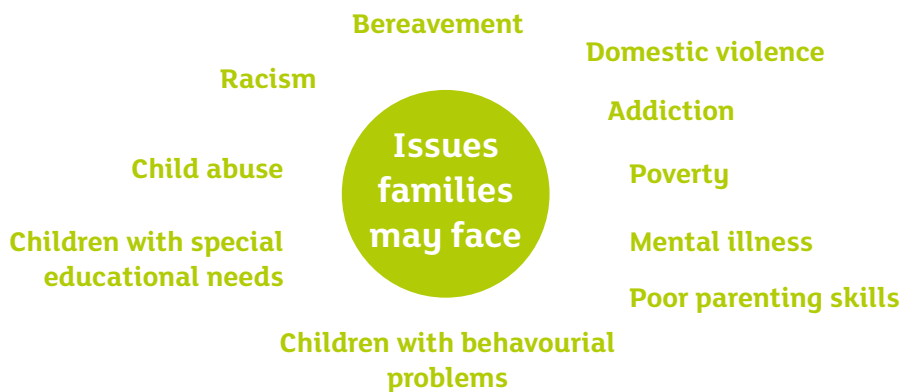 Bereavement
Domestic violence
Racism
Addiction
Issues
families
may face
Child abuse
Poverty
Children with special
educational needs
Mental illness
Poor parenting skills
Children with behavourial
problems